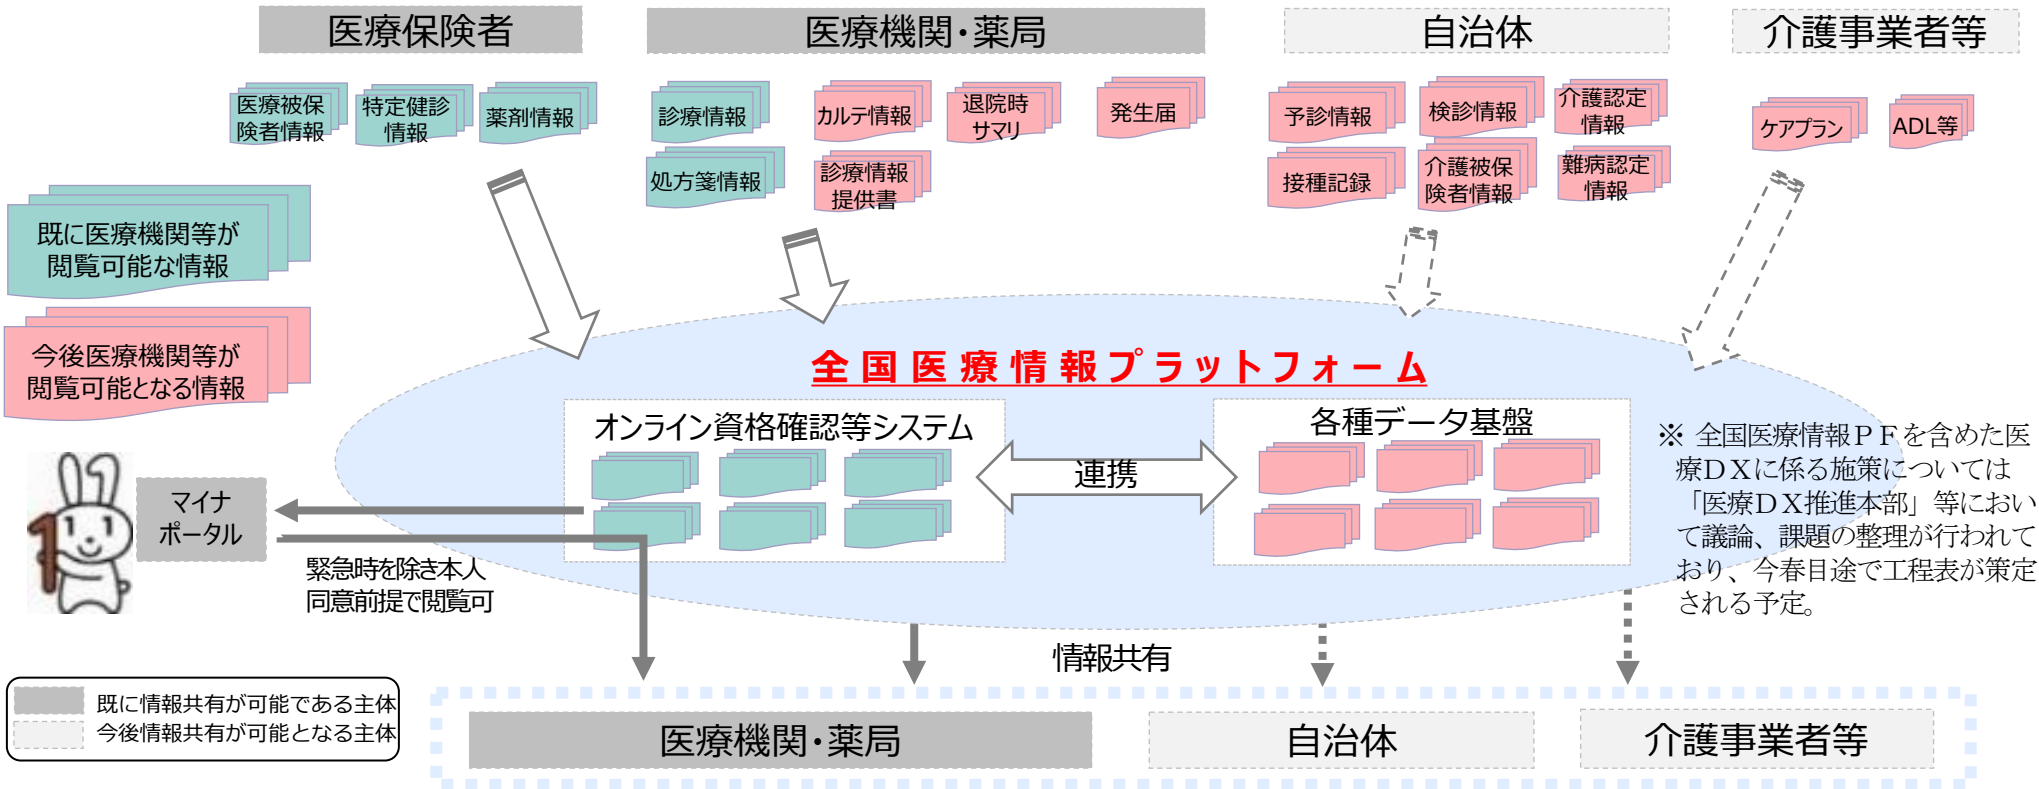 医療保険者
医療機関・薬局
自治体
介護事業者等
医療被保
険者情報
特定健診
情報
薬剤情報
診療情報
カルテ情報
退院時
サマリ
発生届
処方箋情報
診療情報
提供書
予診情報
検診情報
介護認定
情報
接種記録
介護被保
険者情報
難病認定
情報
ケアプラン
ADL等
既に医療機関等が
閲覧可能な情報
今後医療機関等が
閲覧可能となる情報
全国医療情報プラットフォーム
オンライン資格確認等システム
連携
各種データ基盤
※ 全国医療情報ＰＦを含めた医
療ＤＸに係る施策については
「医療ＤＸ推進本部」等におい
て議論、課題の整理が行われて
おり、今春目途で工程表が策定
される予定。
1
マイナ
ポータル
緊急時を除き本人
同意前提で閲覧可
情報共有
既に情報共有が可能である主体
今後情報共有が可能となる主体
医療機関・薬局
自治体
介護事業者等